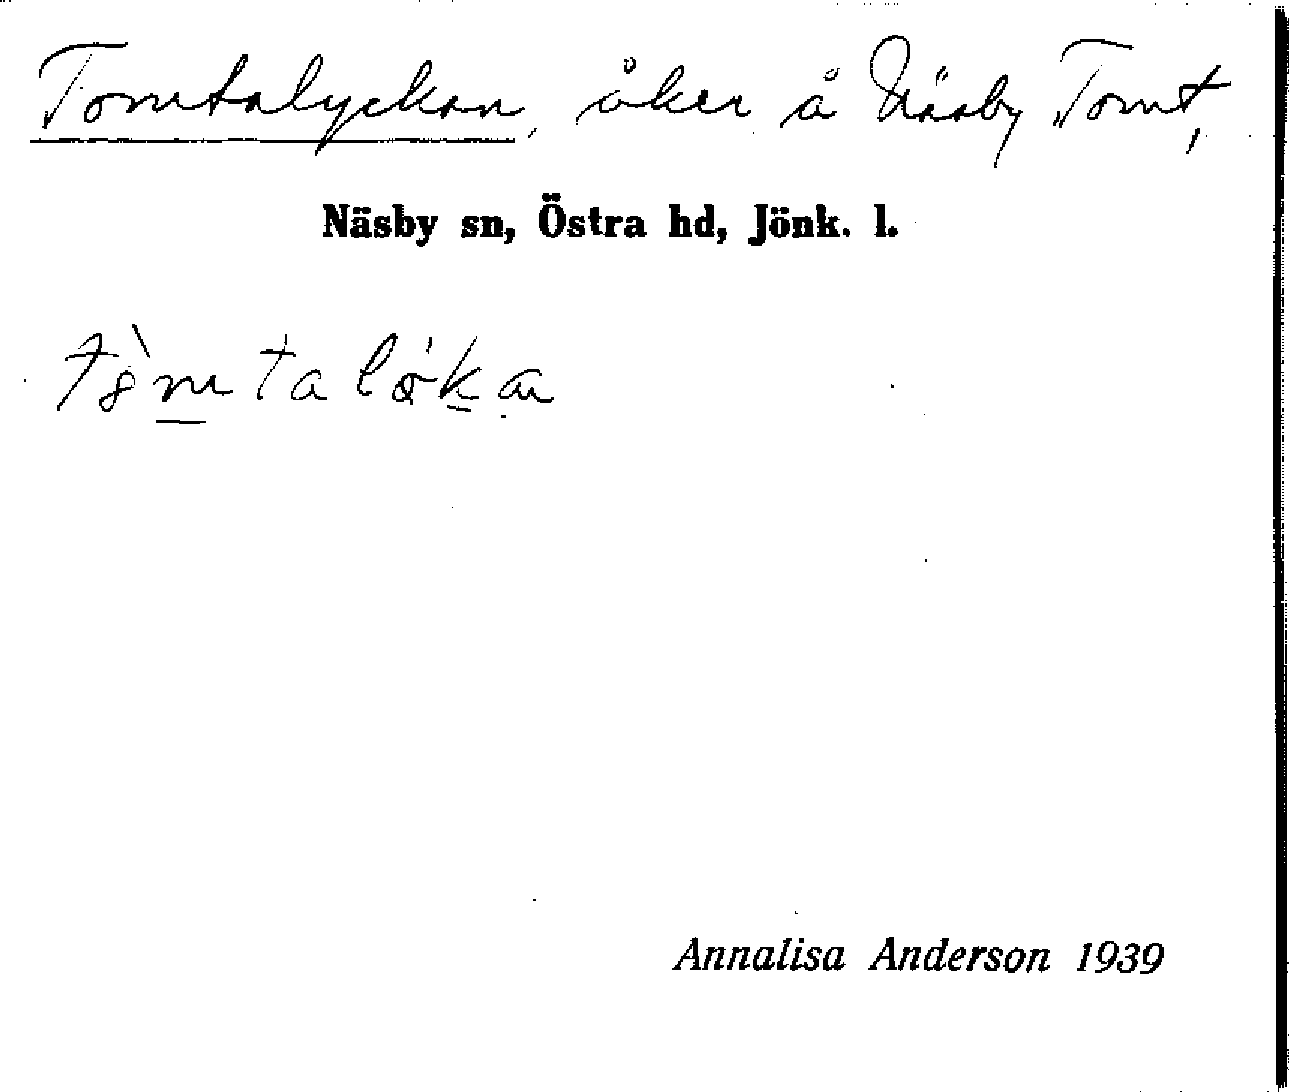 Tomtalyckan, åker å Näsby Tomt,
Näsby sn, Östra hd, Jönk. l.
Annalisa Anderson 1939